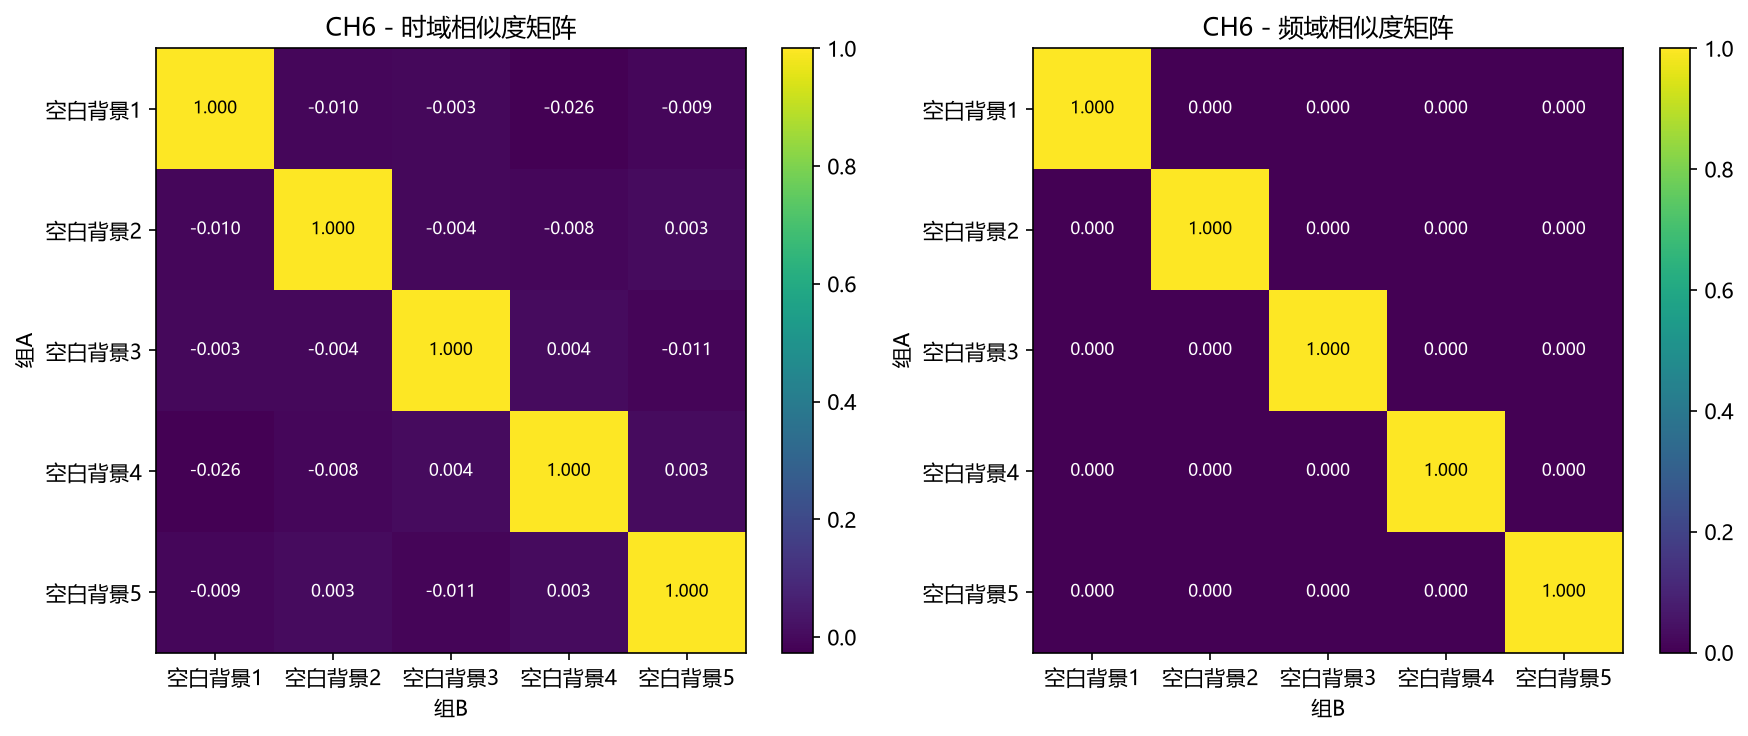 CH6 - 时域相似度矩阵
空白背景1 1.000 -0.010 -0.003 -0.026 -0.009
空白背景2 -0.010 1.000 -0.004 -0.008 0.003
空白背景3 -0.003 -0.004 1.000 0.004 -0.011
空白背景4 -0.026 -0.008 0.004 1.000 0.003
空白背景5 -0.009 0.003 -0.011 0.003 1.000
空白背景1 空白背景2 空白背景3 空白背景4 空白背景5
组B
组A
1.0
0.8
0.6
0.4
0.2
0.0
CH6 - 频域相似度矩阵
空白背景1 1.000 0.000 0.000 0.000 0.000
空白背景2 0.000 1.000 0.000 0.000 0.000
空白背景3 0.000 0.000 1.000 0.000 0.000
空白背景4 0.000 0.000 0.000 1.000 0.000
空白背景5 0.000 0.000 0.000 0.000 1.000
空白背景1 空白背景2 空白背景3 空白背景4 空白背景5
组B
组A
1.0
0.8
0.6
0.4
0.2
0.0